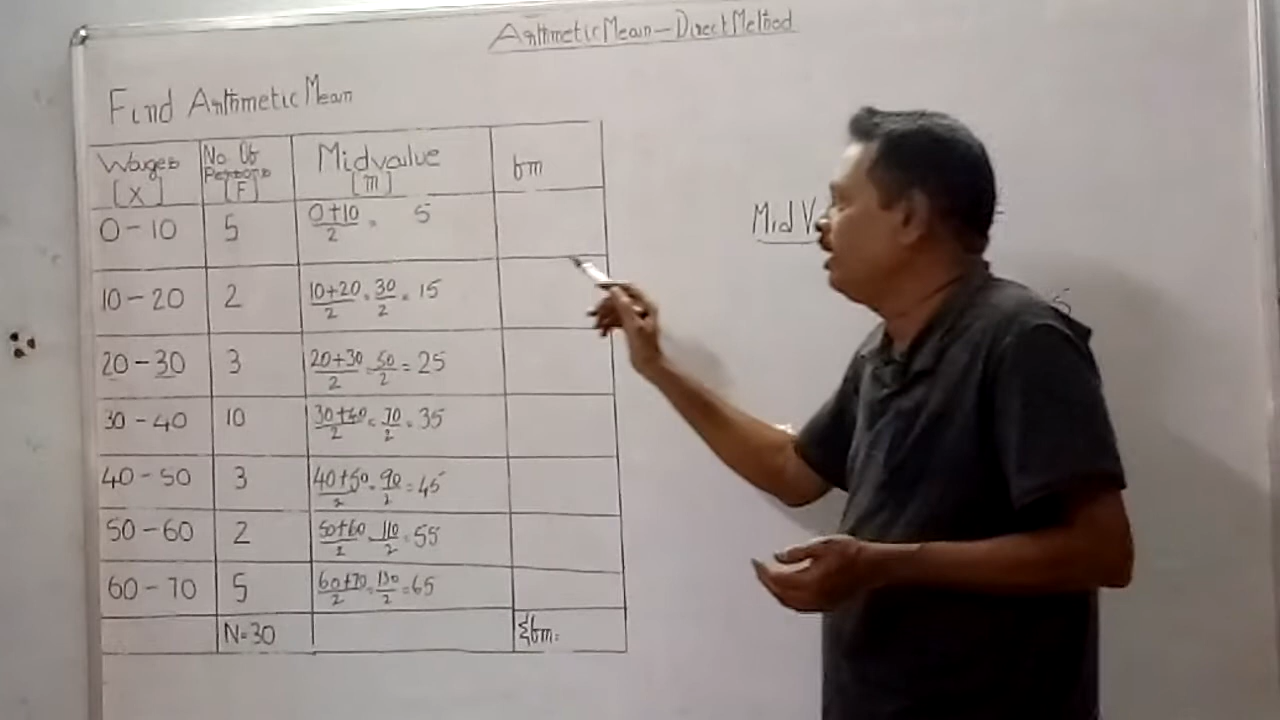 Arithmetic Mean - Direct Method
Find Arithmetic Mean
Wages [X] No. Of Persons [F] Midvalue [m] fm
0 - 10 5 0+10/2 = 5
10 - 20 2 10+20/2 = 30/2 = 15
20 - 30 3 20+30/2 = 50/2 = 25
30 - 40 10 30+40/2 = 70/2 = 35
40 - 50 3 40+50/2 = 90/2 = 45
50 - 60 2 50+60/2 = 110/2 = 55
60 - 70 5 60+70/2 = 130/2 = 65
N=30 Σfm=
Mid
5